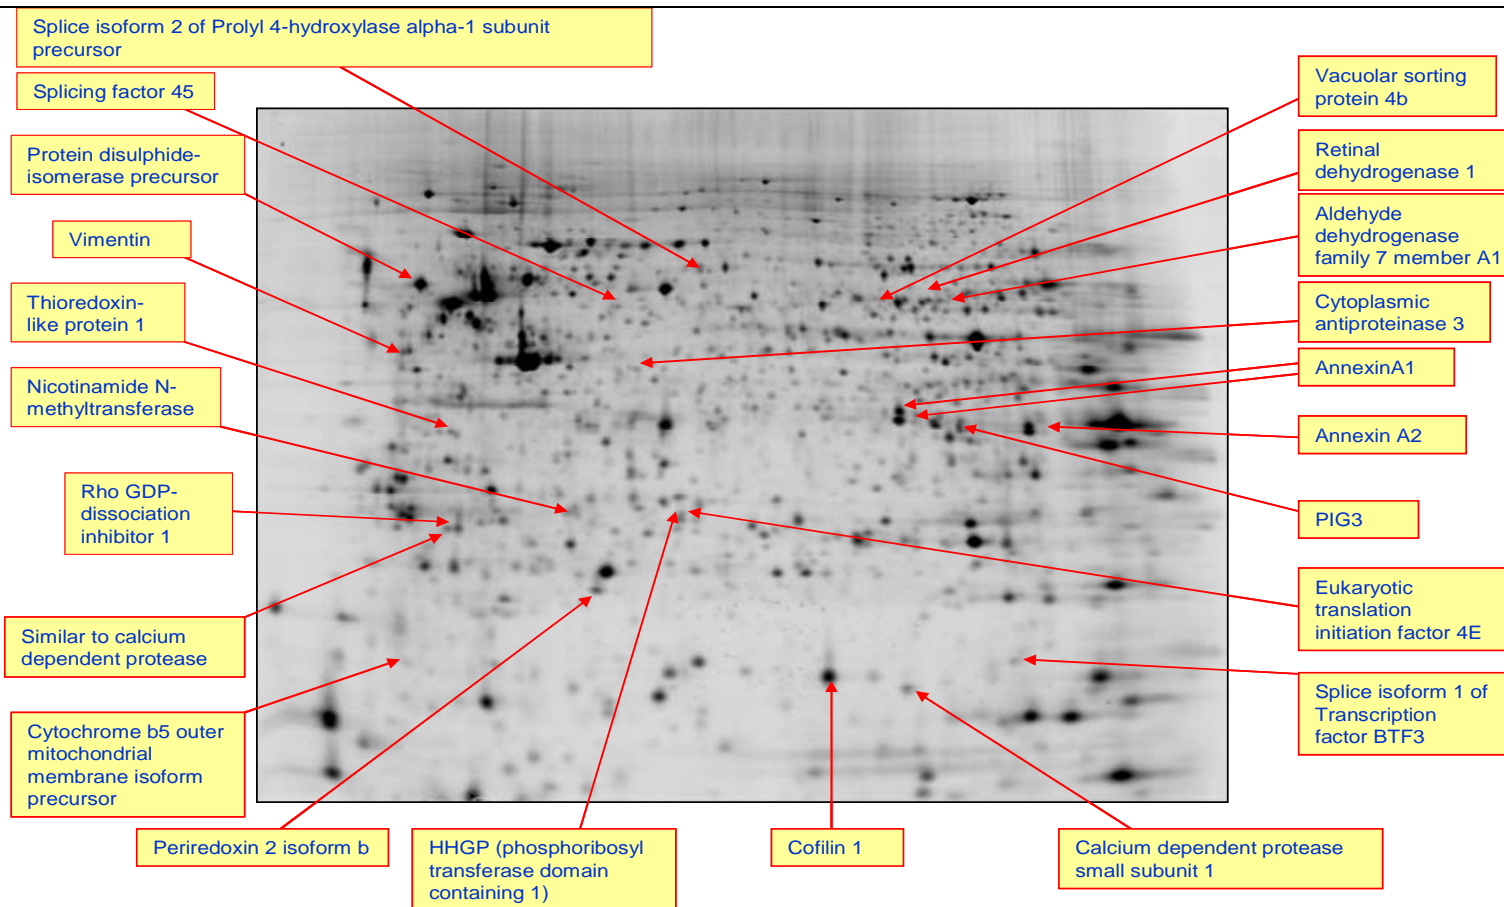 Splice isoform 2 of Prolyl 4-hydroxylase alpha-1 subunit
precursor
Splicing factor 45
Protein disulphide-
isomerase precursor
Vimentin
Thioredoxin-
like protein 1
Nicotinamide N-
methyltransferase
Rho GDP-
dissociation
inhibitor 1
Similar to calcium
dependent protease
Cytochrome b5 outer
mitochondrial
membrane isoform
precursor
Periredoxin 2 isoform b
HHGP (phosphoribosyl
transferase domain
containing 1)
Cofilin 1
Calcium dependent protease
small subunit 1
Vacuolar sorting
protein 4b
Retinal
dehydrogenase 1
Aldehyde
dehydrogenase
family 7 member A1
Cytoplasmic
antiproteinase 3
AnnexinA1
Annexin A2
PIG3
Eukaryotic
translation
initiation factor 4E
Splice isoform 1 of
Transcription
factor BTF3